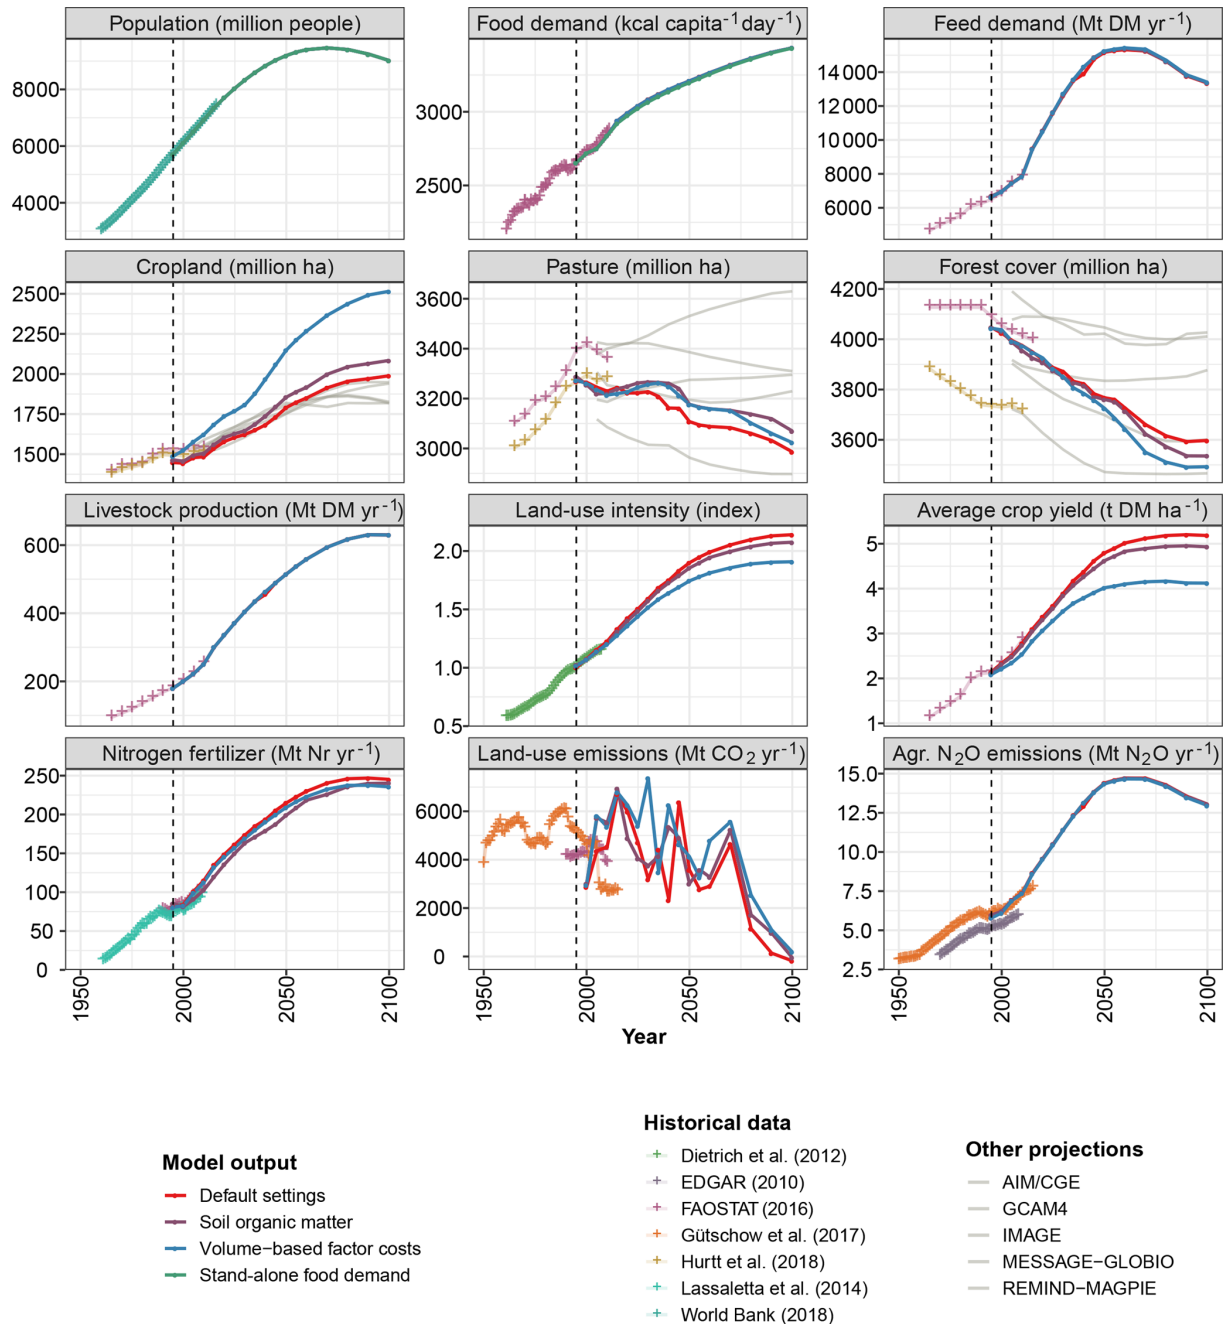 Population (million people)
Food demand (kcal capita⁻¹day⁻¹)
Feed demand (Mt DM yr⁻¹)
8000
6000
4000
3000
2500
14000
12000
10000
8000
6000
Cropland (million ha)
Pasture (million ha)
Forest cover (million ha)
2500
2250
2000
1750
1500
3600
3400
3200
3000
4200
4000
3800
3600
Livestock production (Mt DM yr⁻¹)
Land-use intensity (index)
Average crop yield (t DM ha⁻¹)
600
400
200
2.0
1.5
1.0
0.5
5
4
3
2
1
Nitrogen fertilizer (Mt Nr yr⁻¹)
Land-use emissions (Mt CO₂ yr⁻¹)
Agr. N₂O emissions (Mt N₂O yr⁻¹)
250
200
150
100
50
0
6000
4000
2000
0
15.0
12.5
10.0
7.5
5.0
2.5
1950 2000 2050 2100
1950 2000 2050 2100
1950 2000 2050 2100
Year
Model output
Default settings
Soil organic matter
Volume−based factor costs
Stand-alone food demand
Historical data
Dietrich et al. (2012)
EDGAR (2010)
FAOSTAT (2016)
Gütschow et al. (2017)
Hurtt et al. (2018)
Lassaletta et al. (2014)
World Bank (2018)
Other projections
AIM/CGE
GCAM4
IMAGE
MESSAGE−GLOBIO
REMIND−MAGPIE